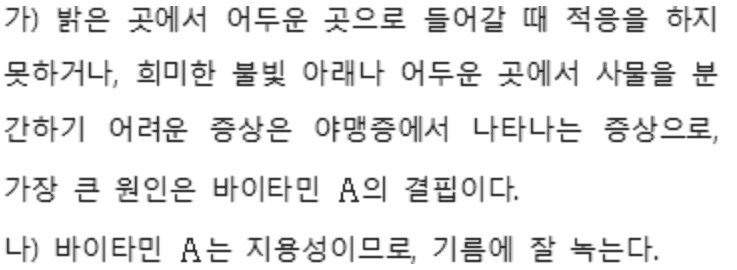 가) 밝은 곳에서 어두운 곳으로 들어갈 때 적응을 하지
못하거나, 희미한 불빛 아래나 어두운 곳에서 사물을 분
간하기 어려운 증상은 야맹증에서 나타나는 증상으로,
가장 큰 원인은 바이타민 A의 결핍이다.
나) 바이타민 A는 지용성이므로, 기름에 잘 녹는다.